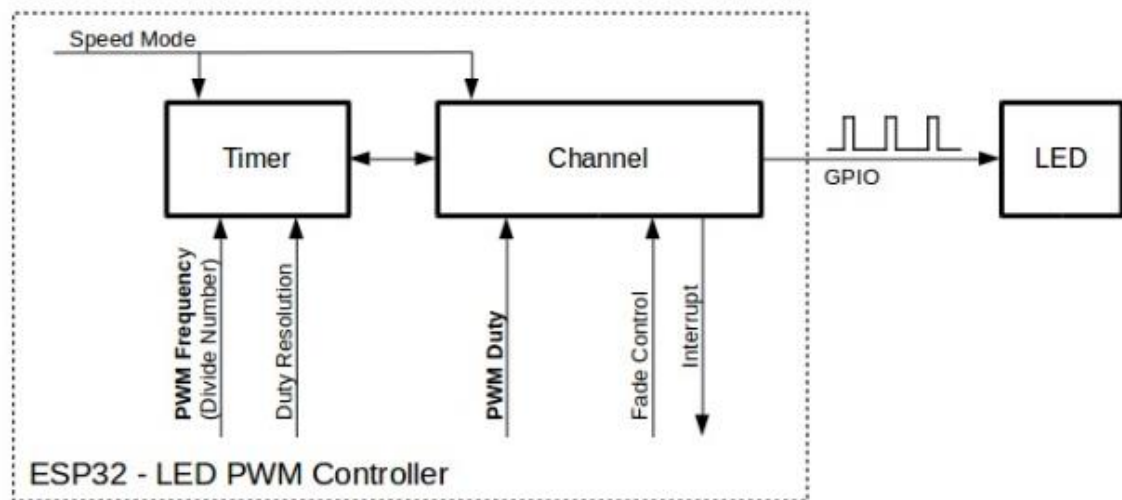 Speed Mode
Timer
Channel
LED
GPIO
PWM Frequency
(Divide Number)
Duty Resolution
PWM Duty
Fade Control
Interrupt
ESP32 - LED PWM Controller